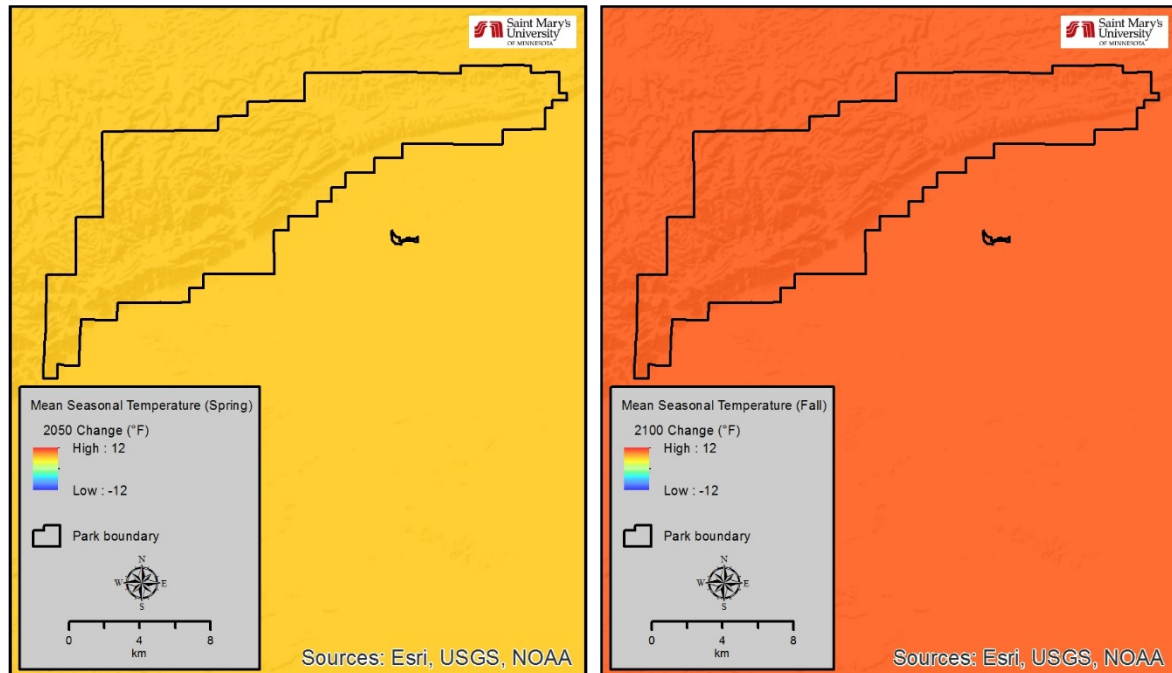 Saint Mary's
University
OF MINNESOTA
Mean Seasonal Temperature (Spring)
2050 Change (°F)
High : 12
Low : -12
Park boundary
N
W E
S
0 4 8
km
Sources: Esri, USGS, NOAA
Saint Mary's
University
OF MINNESOTA
Mean Seasonal Temperature (Fall)
2100 Change (°F)
High : 12
Low : -12
Park boundary
N
W E
S
0 4 8
km
Sources: Esri, USGS, NOAA